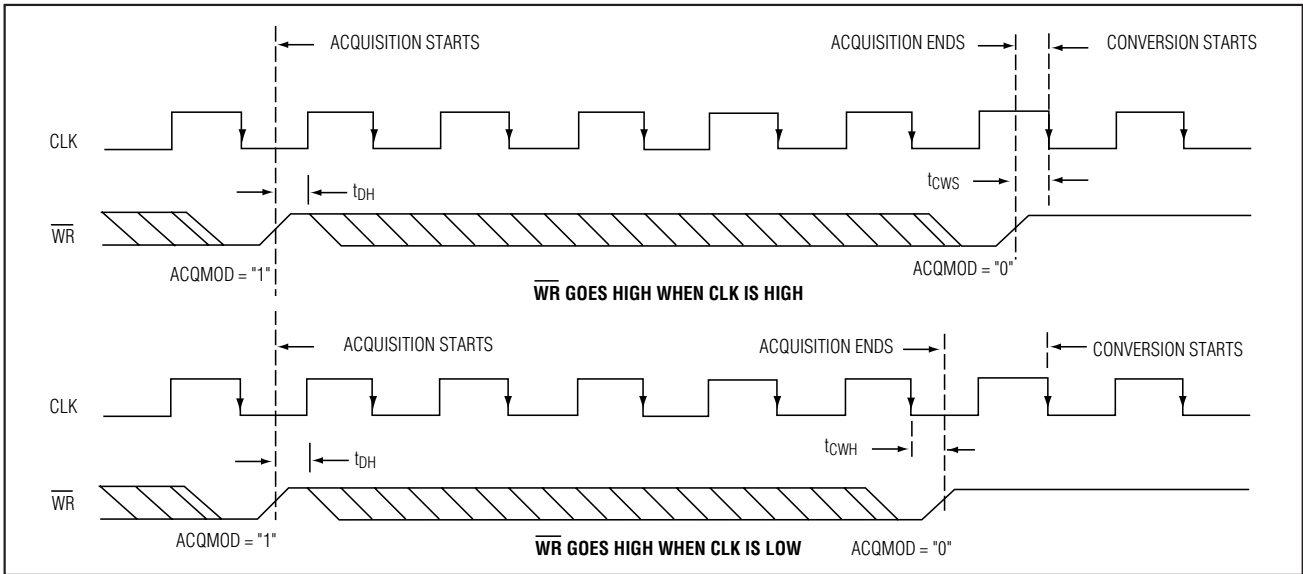 ACQUISITION STARTS
ACQUISITION ENDS
CONVERSION STARTS
CLK
tDH
tCWS
WR
ACQMOD = "1"
ACQMOD = "0"
WR GOES HIGH WHEN CLK IS HIGH
ACQUISITION STARTS
ACQUISITION ENDS
CONVERSION STARTS
CLK
tDH
tCWH
WR
ACQMOD = "1"
WR GOES HIGH WHEN CLK IS LOW
ACQMOD = "0"